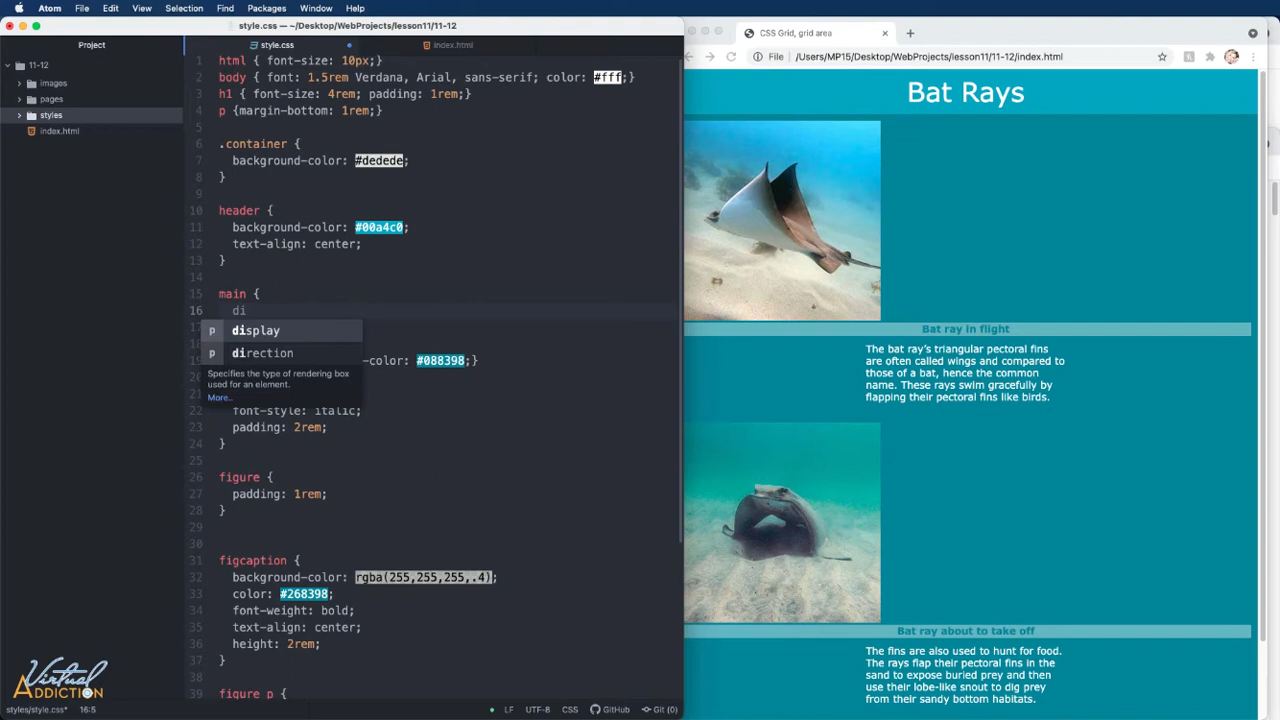 Atom File Edit View Selection Find Packages Window Help
style.css — ~/Desktop/WebProjects/lesson11/11-12
Project
style.css
index.html
11-12
images
pages
styles
index.html
1 html { font-size: 10px;}
2 body { font: 1.5rem Verdana, Arial, sans-serif; color: #fff;}
3 h1 { font-size: 4rem; padding: 1rem;}
4 p {margin-bottom: 1rem;}
5
6 .container {
7 background-color: #dedede;
8 }
9
10 header {
11 background-color: #00a4c0;
12 text-align: center;
13 }
14
15 main {
16 di
p display
p direction
Specifies the type of rendering box
used for an element.
More...
-color: #088398;}
font-style: italic;
23 padding: 2rem;
24 }
25
26 figure {
27 padding: 1rem;
28 }
29
30
31 figcaption {
32 background-color: rgba(255,255,255,.4);
33 color: #268398;
34 font-weight: bold;
35 text-align: center;
36 height: 2rem;
37 }
38
39 figure p {
Virtual
ADDICTION
styles/style.css* 16:5
LF UTF-8 CSS GitHub Git (0)
CSS Grid, grid area
File /Users/MP15/Desktop/WebProjects/lesson11/11-12/index.html
Bat Rays
Bat ray in flight
The bat ray’s triangular pectoral fins
are often called wings and compared to
those of a bat, hence the common
name. These rays swim gracefully by
flapping their pectoral fins like birds.
Bat ray about to take off
The fins are also used to hunt for food.
The rays flap their pectoral fins in the
sand to expose buried prey and then
use their lobe-like snout to dig prey
from their sandy bottom habitats.